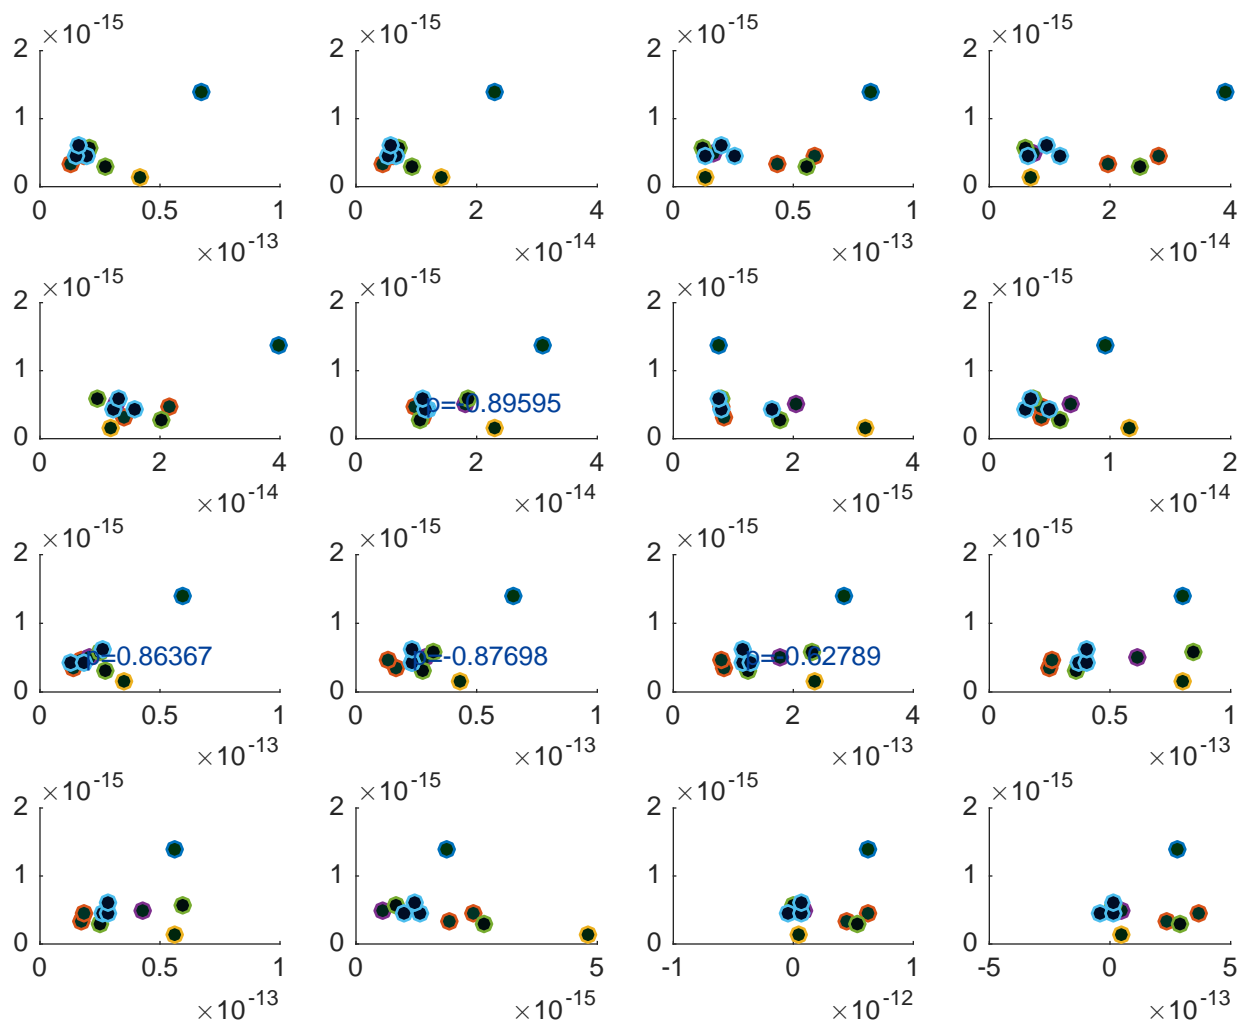 ×10-15 ×10-15 ×10-15 ×10-15
2 2 2 2
1 1 1 1
0 0 0 0
0 0.5 1 0 2 4 0 0.5 1 0 2 4
×10-13 ×10-14 ×10-13 ×10-14
×10-15 ×10-15 ×10-15 ×10-15
2 2 2 2
1 1 1 1
0.89595
0 0 0 0
0 2 4 0 2 4 0 2 4 0 1 2
×10-14 ×10-14 ×10-15 ×10-14
×10-15 ×10-15 ×10-15 ×10-15
2 2 2 2
1 1 1 1
=0.86367 =-0.87698 0.62789
0 0 0 0
0 0.5 1 0 0.5 1 0 2 4 0 0.5 1
×10-13 ×10-13 ×10-13 ×10-13
×10-15 ×10-15 ×10-15 ×10-15
2 2 2 2
1 1 1 1
0 0 0 0
0 0.5 1 0 5 -1 0 1 -5 0 5
×10-13 ×10-15 ×10-12 ×10-13